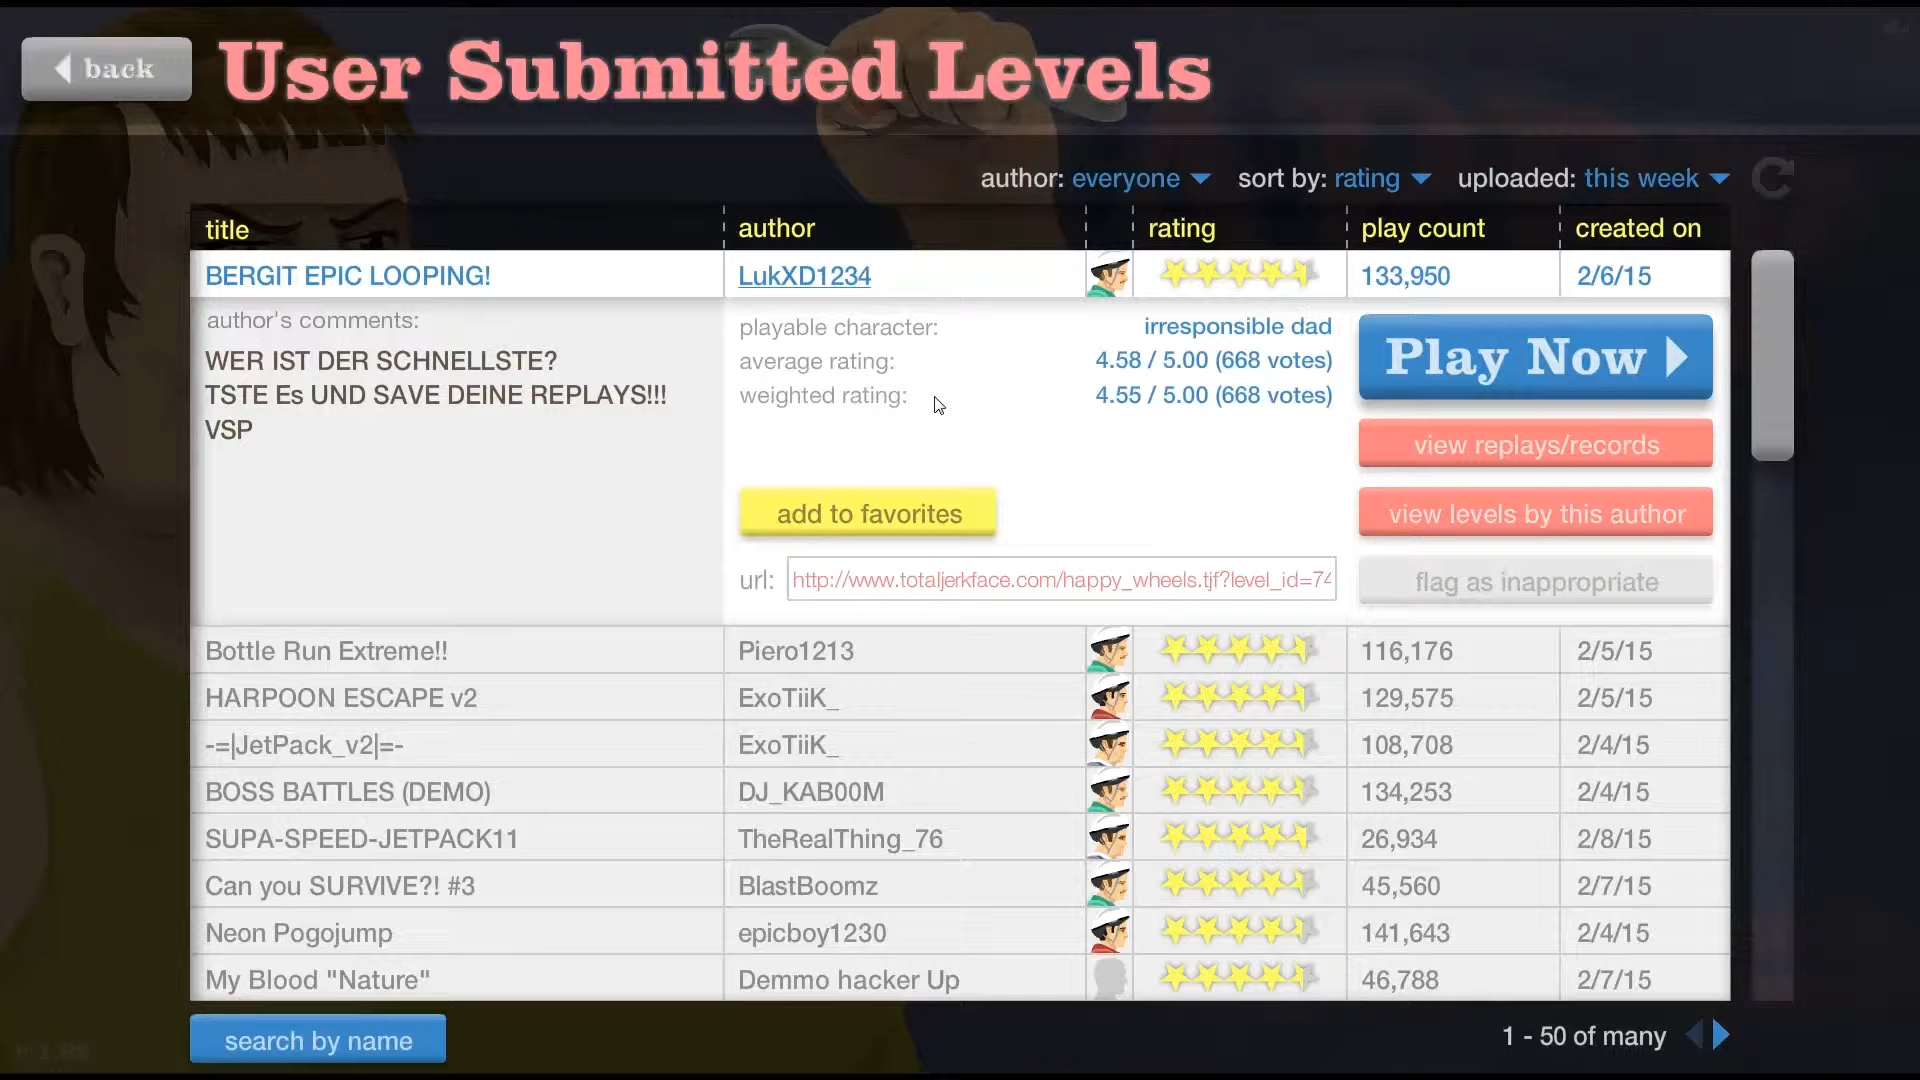 back
User Submitted Levels
author: everyone sort by: rating uploaded: this week
title author rating play count created on
BERGIT EPIC LOOPING! LukXD1234 133,950 2/6/15
author's comments:
WER IST DER SCHNELLSTE?
TSTE Es UND SAVE DEINE REPLAYS!!!
VSP
playable character: irresponsible dad
average rating: 4.58 / 5.00 (668 votes)
weighted rating: 4.55 / 5.00 (668 votes)
Play Now
view replays/records
add to favorites
view levels by this author
url: http://www.totaljerkface.com/happy_wheels.tjf?level_id=74
flag as inappropriate
Bottle Run Extreme!! Piero1213 116,176 2/5/15
HARPOON ESCAPE v2 ExoTiiK_ 129,575 2/5/15
-=|JetPack_v2|=- ExoTiiK_ 108,708 2/4/15
BOSS BATTLES (DEMO) DJ_KAB00M 134,253 2/4/15
SUPA-SPEED-JETPACK11 TheRealThing_76 26,934 2/8/15
Can you SURVIVE?! #3 BlastBoomz 45,560 2/7/15
Neon Pogojump epicboy1230 141,643 2/4/15
My Blood "Nature" Demmo hacker Up 46,788 2/7/15
search by name
1 - 50 of many